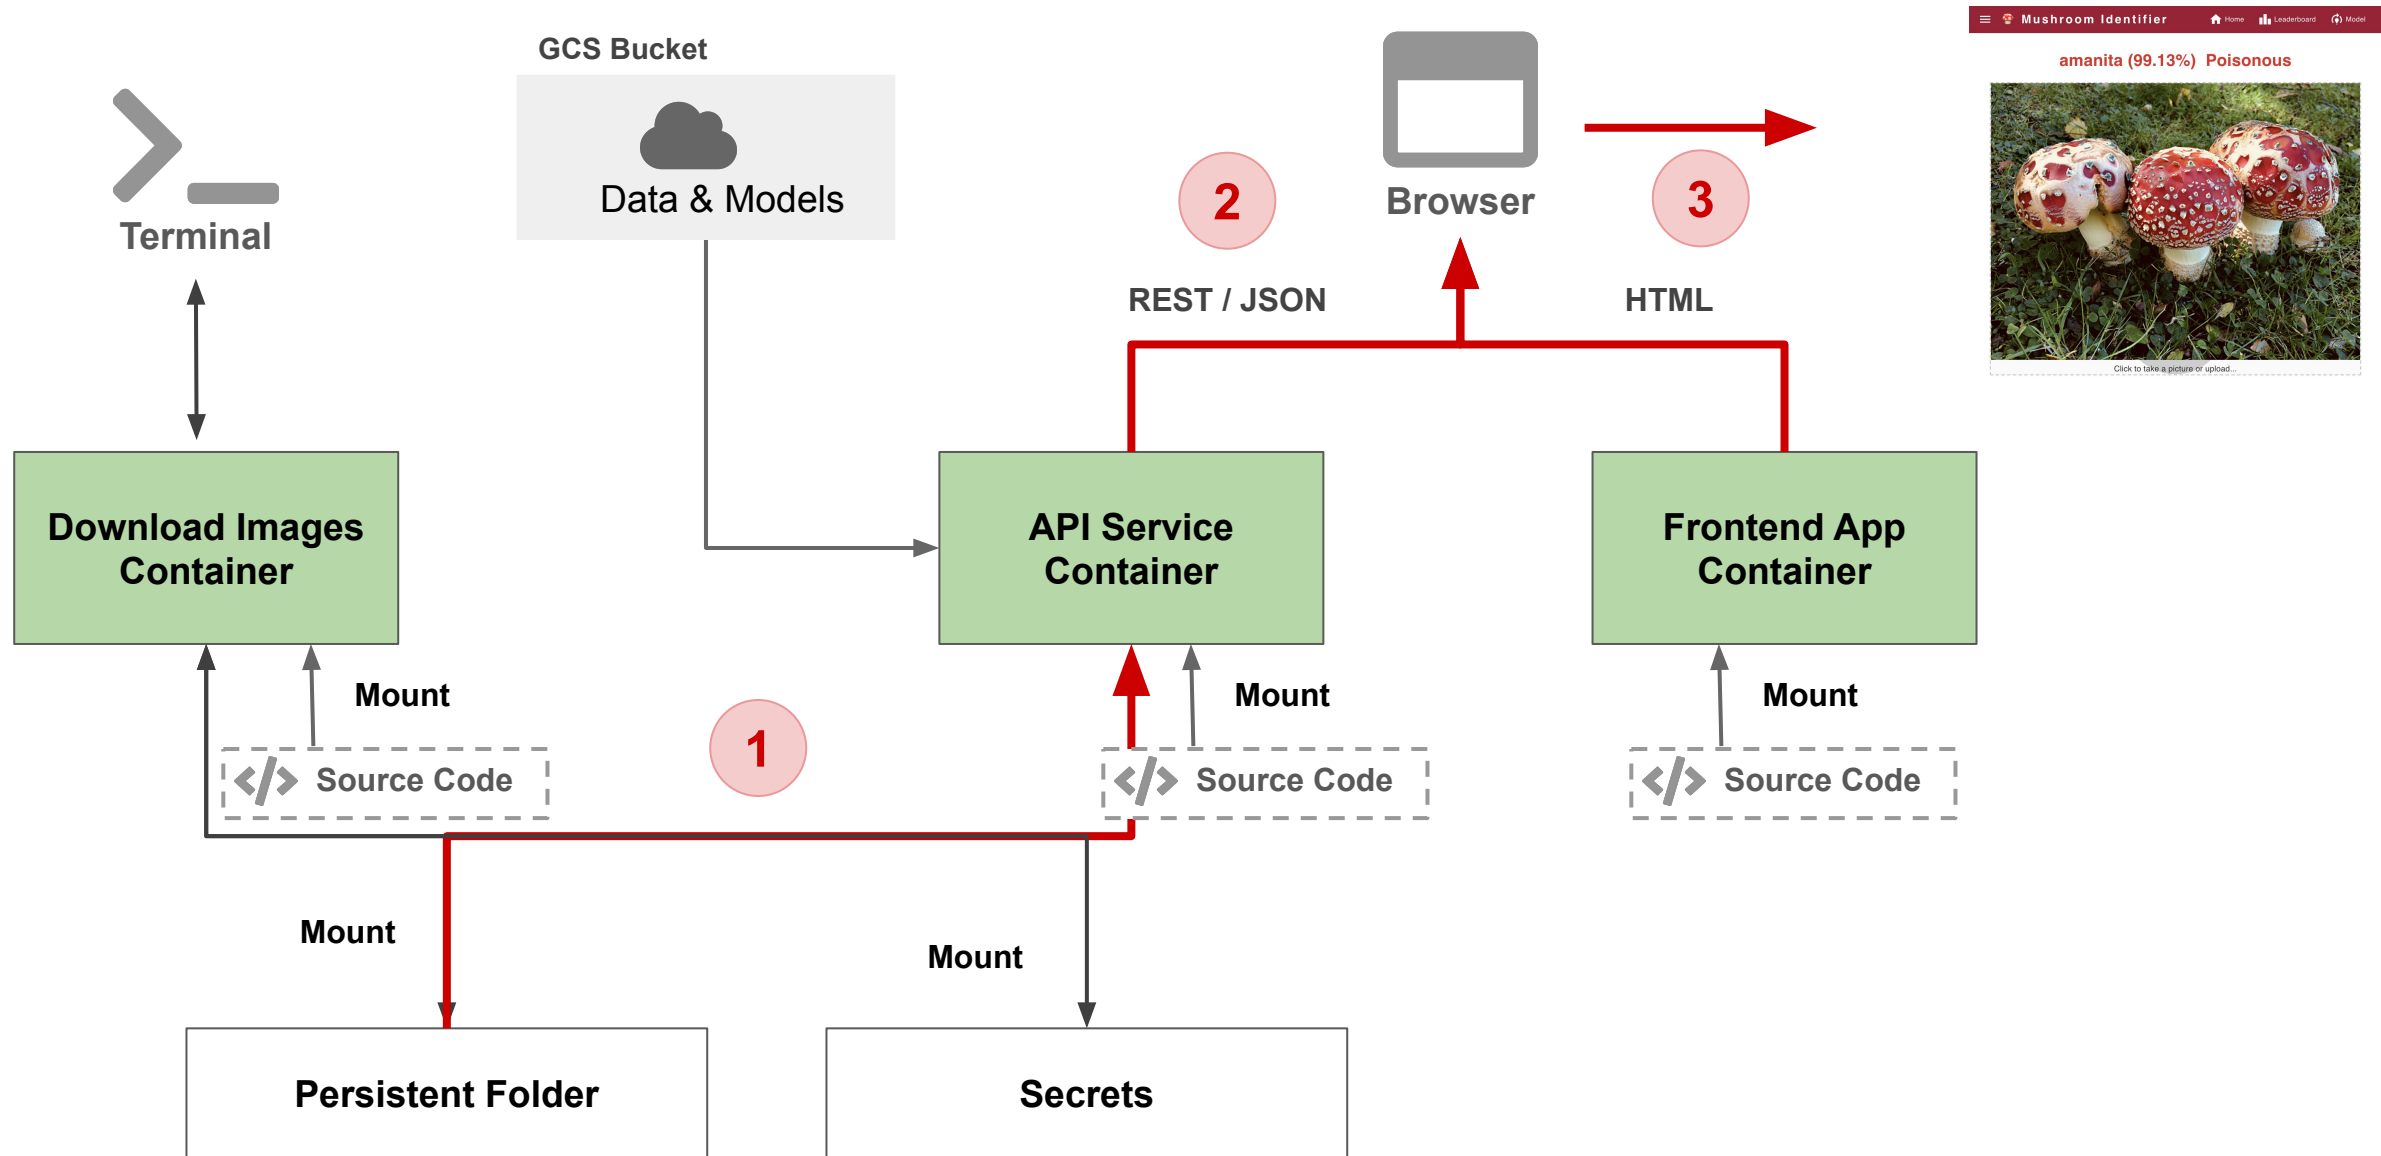 Mushroom Identifier
Home
Leaderboard
Model
amanita (99.13%) Poisonous
Click to take a picture or upload...
GCS Bucket
Data & Models
Terminal
2
Browser
3
REST / JSON
HTML
Download Images
Container
API Service
Container
Frontend App
Container
Mount
Mount
Mount
1
</> Source Code
</> Source Code
</> Source Code
Mount
Mount
Persistent Folder
Secrets